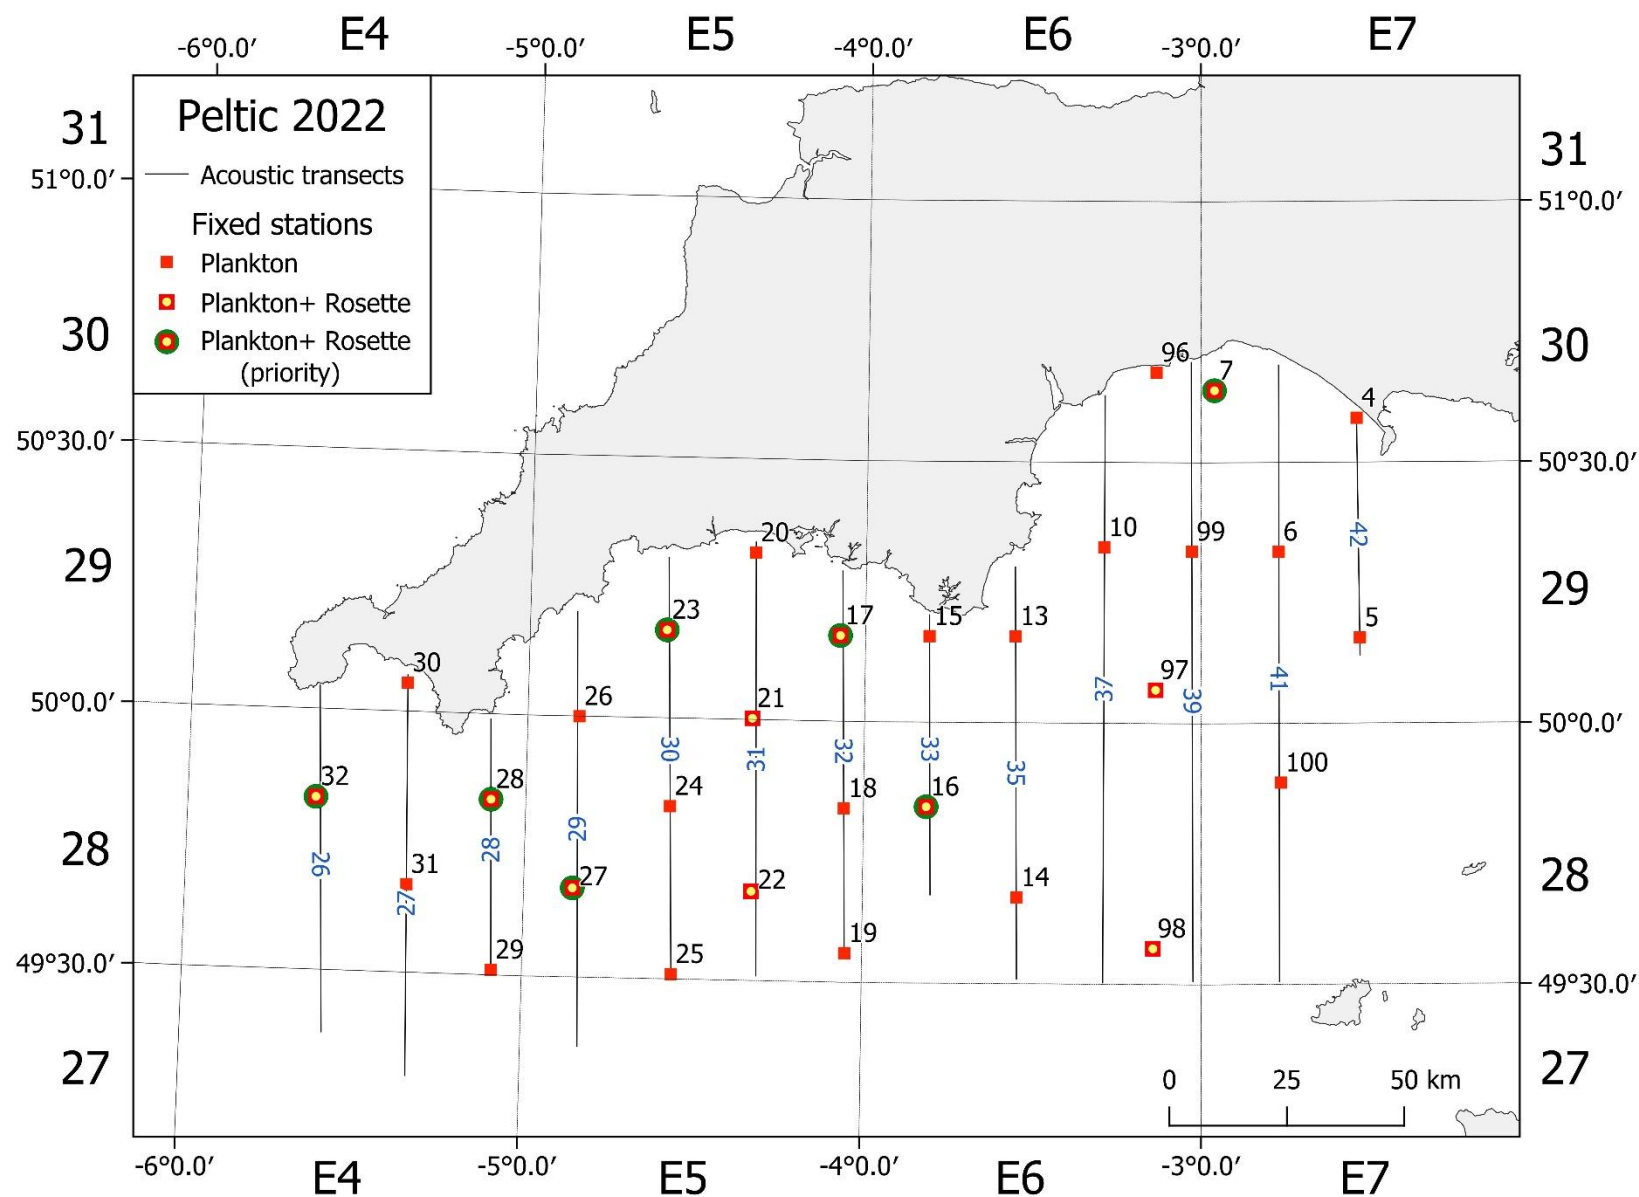 E4 E5 E6 E7
-6°0.0′ -5°0.0′ -4°0.0′ -3°0.0′
Peltic 2022
Acoustic transects
Fixed stations
Plankton
Plankton+ Rosette
Plankton+ Rosette
(priority)
31 31
51°0.0′ 51°0.0′
30 30
96
7
4
50°30.0′ 50°30.0′
10 99 6 42
20
29 29
23 17 15 13 5
30 97
37 39 41
50°0.0′ 26 21 50°0.0′
30 31 32 33 35
32 28 24 18 16 100
29
28 26 28 28
31 27 22 14
27
19 98
29 25
49°30.0′ 49°30.0′
27 27
0 25 50 km
-6°0.0′ -5°0.0′ -4°0.0′ -3°0.0′
E4 E5 E6 E7